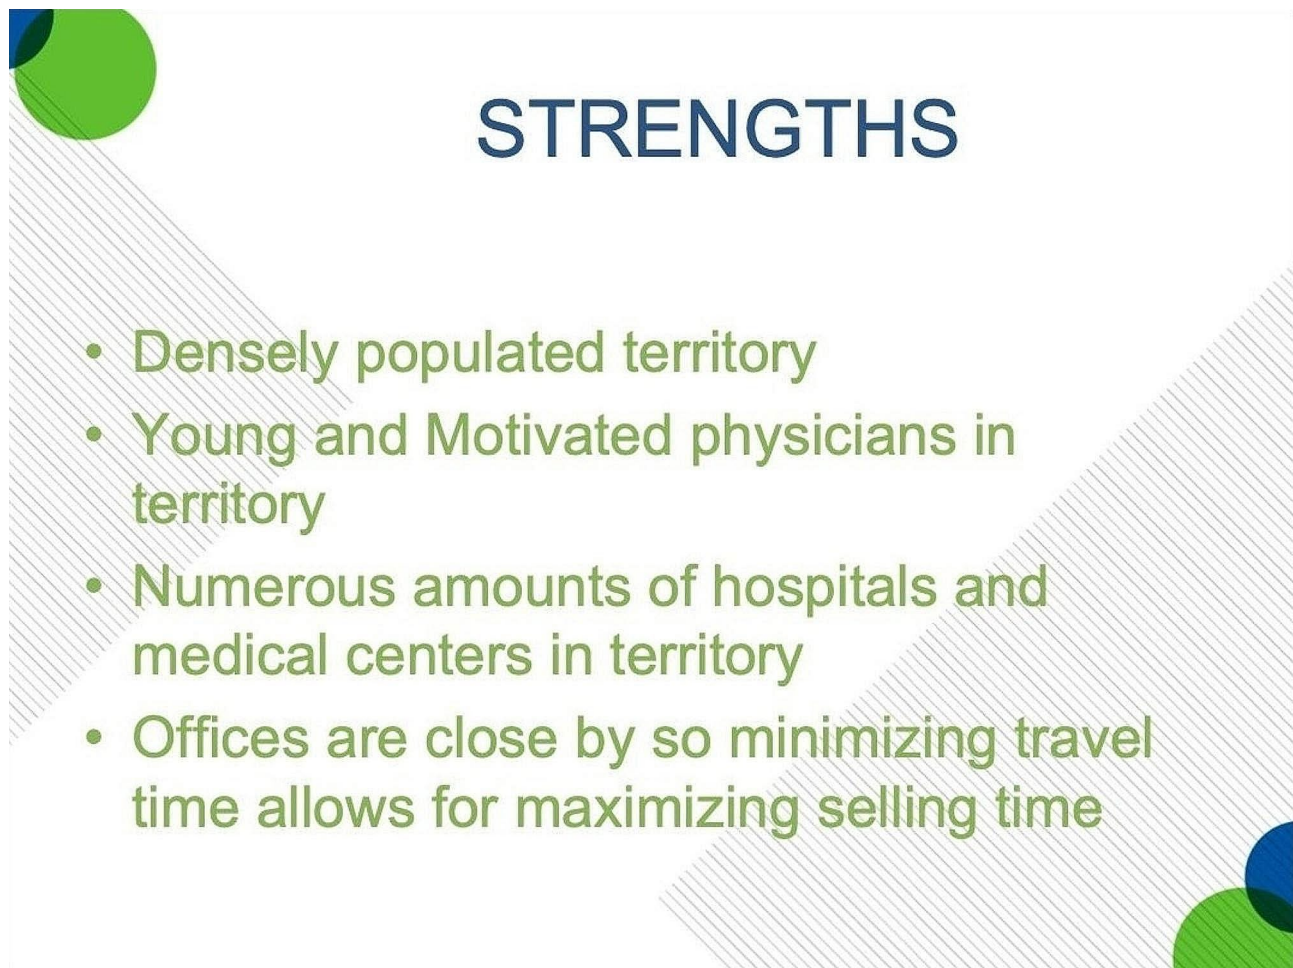 STRENGTHS
• Densely populated territory
• Young and Motivated physicians in
territory
• Numerous amounts of hospitals and
medical centers in territory
• Offices are close by so minimizing travel
time allows for maximizing selling time